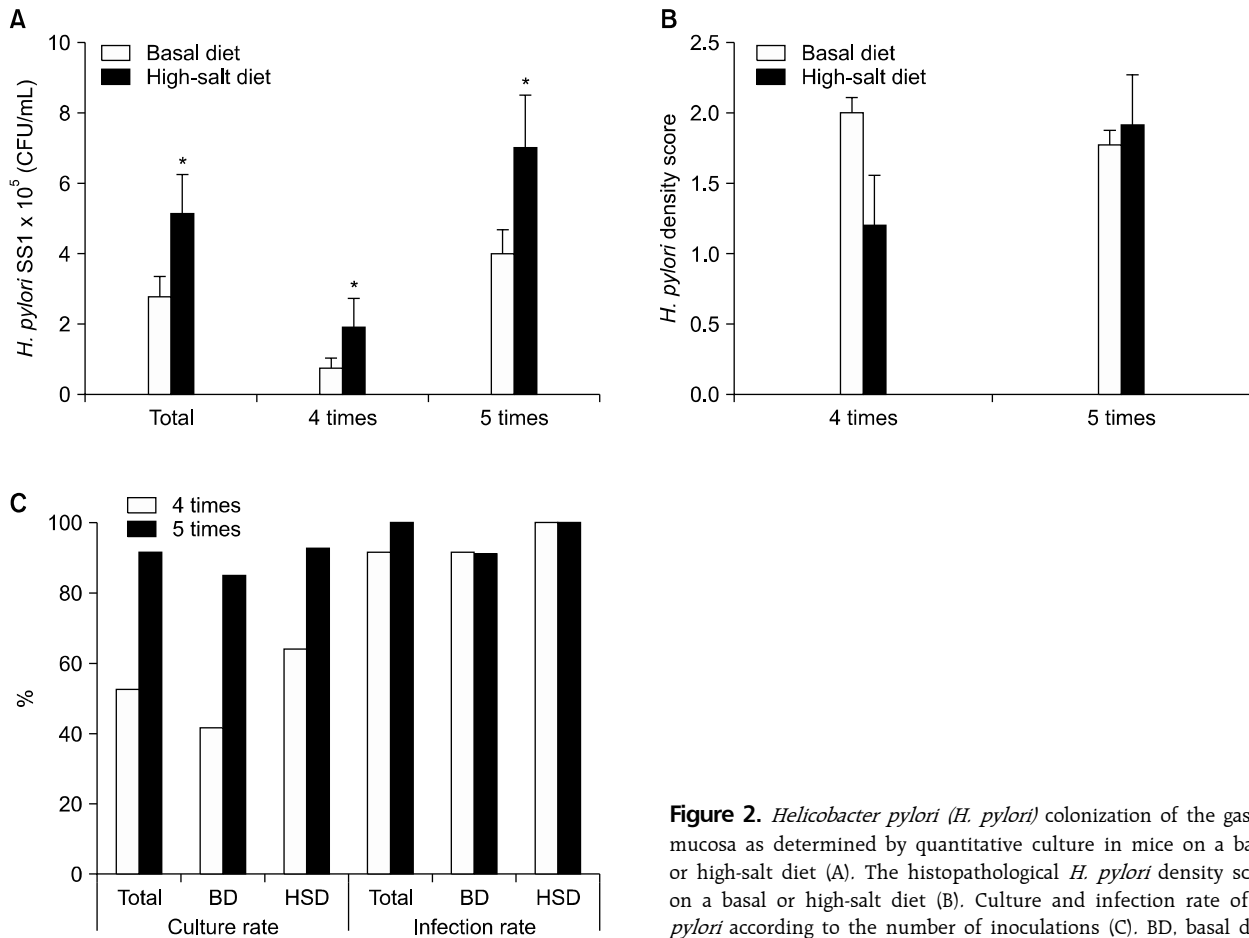 A
Basal diet
High-salt diet
H. pylori SS1 x 10⁵ (CFU/mL)
10
8
6
4
2
0
*
*
*
Total
4 times
5 times
B
Basal diet
High-salt diet
H. pylori density score
2.5
2.0
1.5
1.0
0.5
0.0
4 times
5 times
C
4 times
5 times
%
100
80
60
40
20
0
Total
BD
HSD
Total
BD
HSD
Culture rate
Infection rate
Figure 2. Helicobacter pylori (H. pylori) colonization of the gas
mucosa as determined by quantitative culture in mice on a ba
or high-salt diet (A). The histopathological H. pylori density sc
on a basal or high-salt diet (B). Culture and infection rate of
pylori according to the number of inoculations (C). BD, basal d